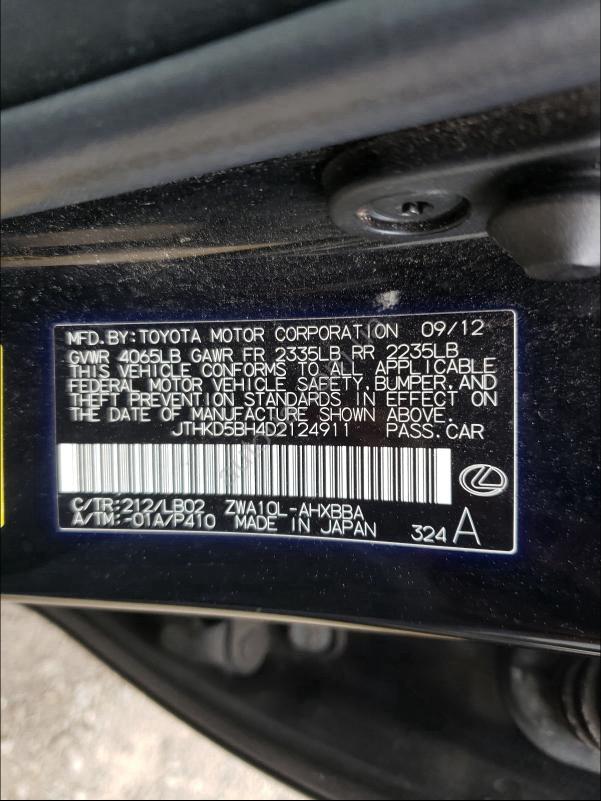 MFD.BY:TOYOTA MOTOR CORPORATION 09/12
GVWR 4065LB GAWR FR 2335LB RR 2235LB
THIS VEHICLE CONFORMS TO ALL APPLICABLE
FEDERAL MOTOR VEHICLE SAFETY,BUMPER,AND
THEFT PREVENTION STANDARDS IN EFFECT ON
THE DATE OF MANUFACTURE SHOWN ABOVE.
JTHKD5BH4D2124911 PASS.CAR
C/TR:212/LB02 ZWA10L-AHXBBA
A/TM:-01A/P410 MADE IN JAPAN 324 A